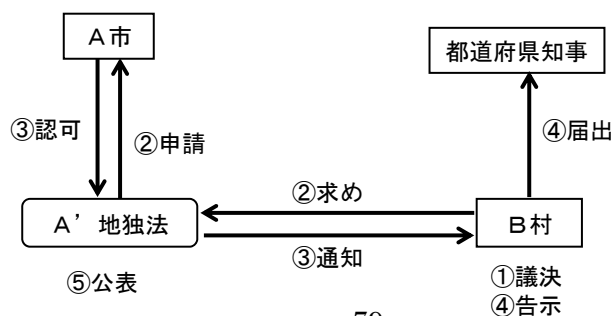 A市
都道府県知事
③認可
②申請
④届出
②求め
A’地独法
B村
③通知
⑤公表
①議決
④告示